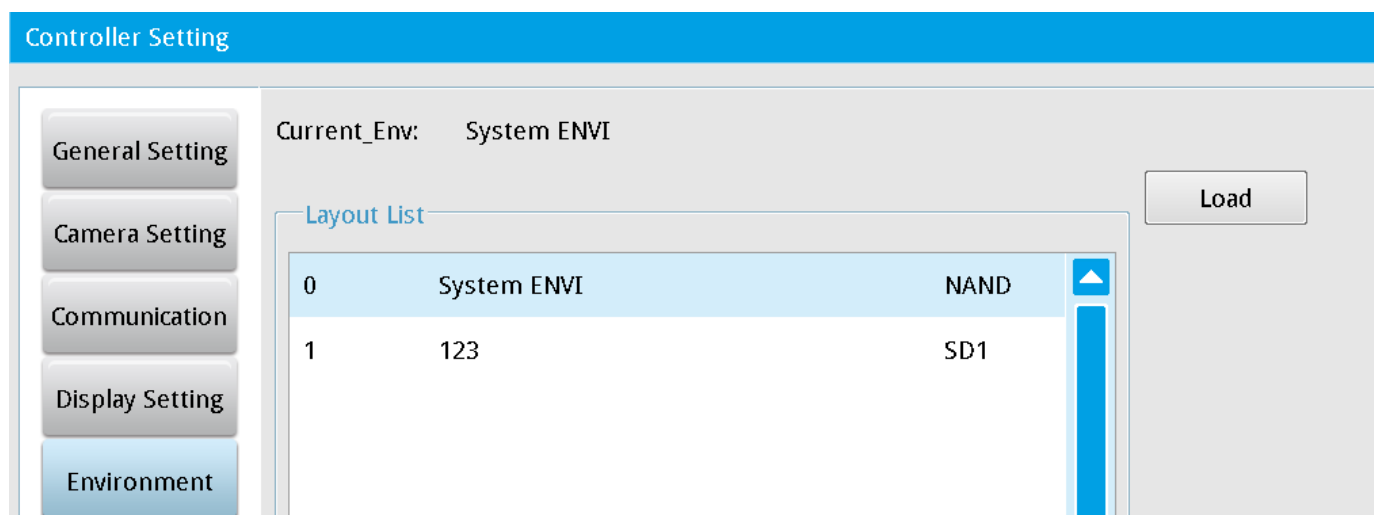 Controller Setting
General Setting
Camera Setting
Communication
Display Setting
Environment
Current_Env: System ENVI
Load
Layout List
0 System ENVI NAND
1 123 SD1